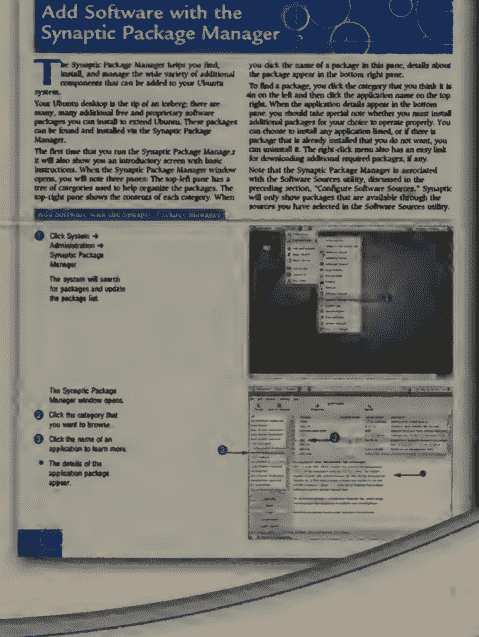 Add Software with the
Synaptic Package Manager
The Synaptic Package Manager helps you find,
install, and manage the wide variety of additional
components that can be added to your Ubuntu
system.
Your Ubuntu desktop is the tip of an iceberg; there are
many, many additional free and proprietary software
packages you can install to extend Ubuntu. These packages
can be found and installed via the Synaptic Package
Manager.
The first time that you run the Synaptic Package Manager
it will also show you an introductory screen with basic
instructions. When the Synaptic Package Manager window
opens, you will note three panes: The top-left pane has a
tree of categories used to help organize the packages. The
top-right pane shows the contents of each category. When
you click the name of a package in this pane, details about
the package appear in the bottom right pane.
To find a package, you click the category that you think it is
in on the left and then click the application name on the top
right. When the application details appear in the bottom
pane, you should take special note whether you must install
additional packages for your choice to operate properly. You
can choose to install any application listed, or if there is
package that is already installed that you do not want, you
can uninstall it. The right-click menu also has an easy link
for downloading additional required packages, if any.
Note that the Synaptic Package Manager is associated
with the Software Sources utility, discussed in the
preceding section, "Configure Software Sources." Synaptic
will only show packages that are available through the
sources you have selected in the Software Sources utility.
Add Software with the Synaptic Package Manager
1 Click System →
Administration →
Synaptic Package
Manager
The system will search
for packages and update
the package list.
The Synaptic Package
Manager window opens.
2 Click the category that
you want to browse.
3 Click the name of an
application to learn more.
• The details of the
application package
appear.